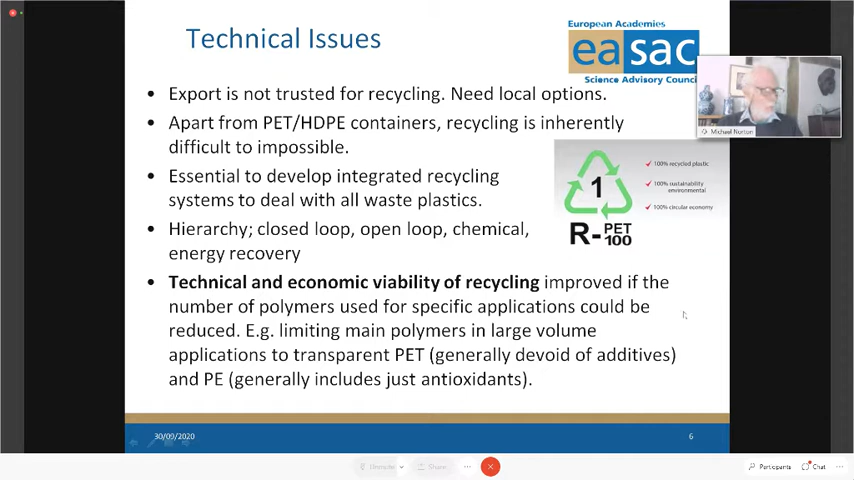 Technical Issues
European Academies
easac
Science Advisory Counci
• Export is not trusted for recycling. Need local options.
• Apart from PET/HDPE containers, recycling is inherently
difficult to impossible.
• Essential to develop integrated recycling
systems to deal with all waste plastics.
• Hierarchy; closed loop, open loop, chemical,
energy recovery
• Technical and economic viability of recycling improved if the
number of polymers used for specific applications could be
reduced. E.g. limiting main polymers in large volume
applications to transparent PET (generally devoid of additives)
and PE (generally includes just antioxidants).
Michael Norton
1
R-PET
100
100% recycled plastic
100% sustainability
environmental
100% circular economy
30/09/2020
6
Unmute
Share
Participants
Chat